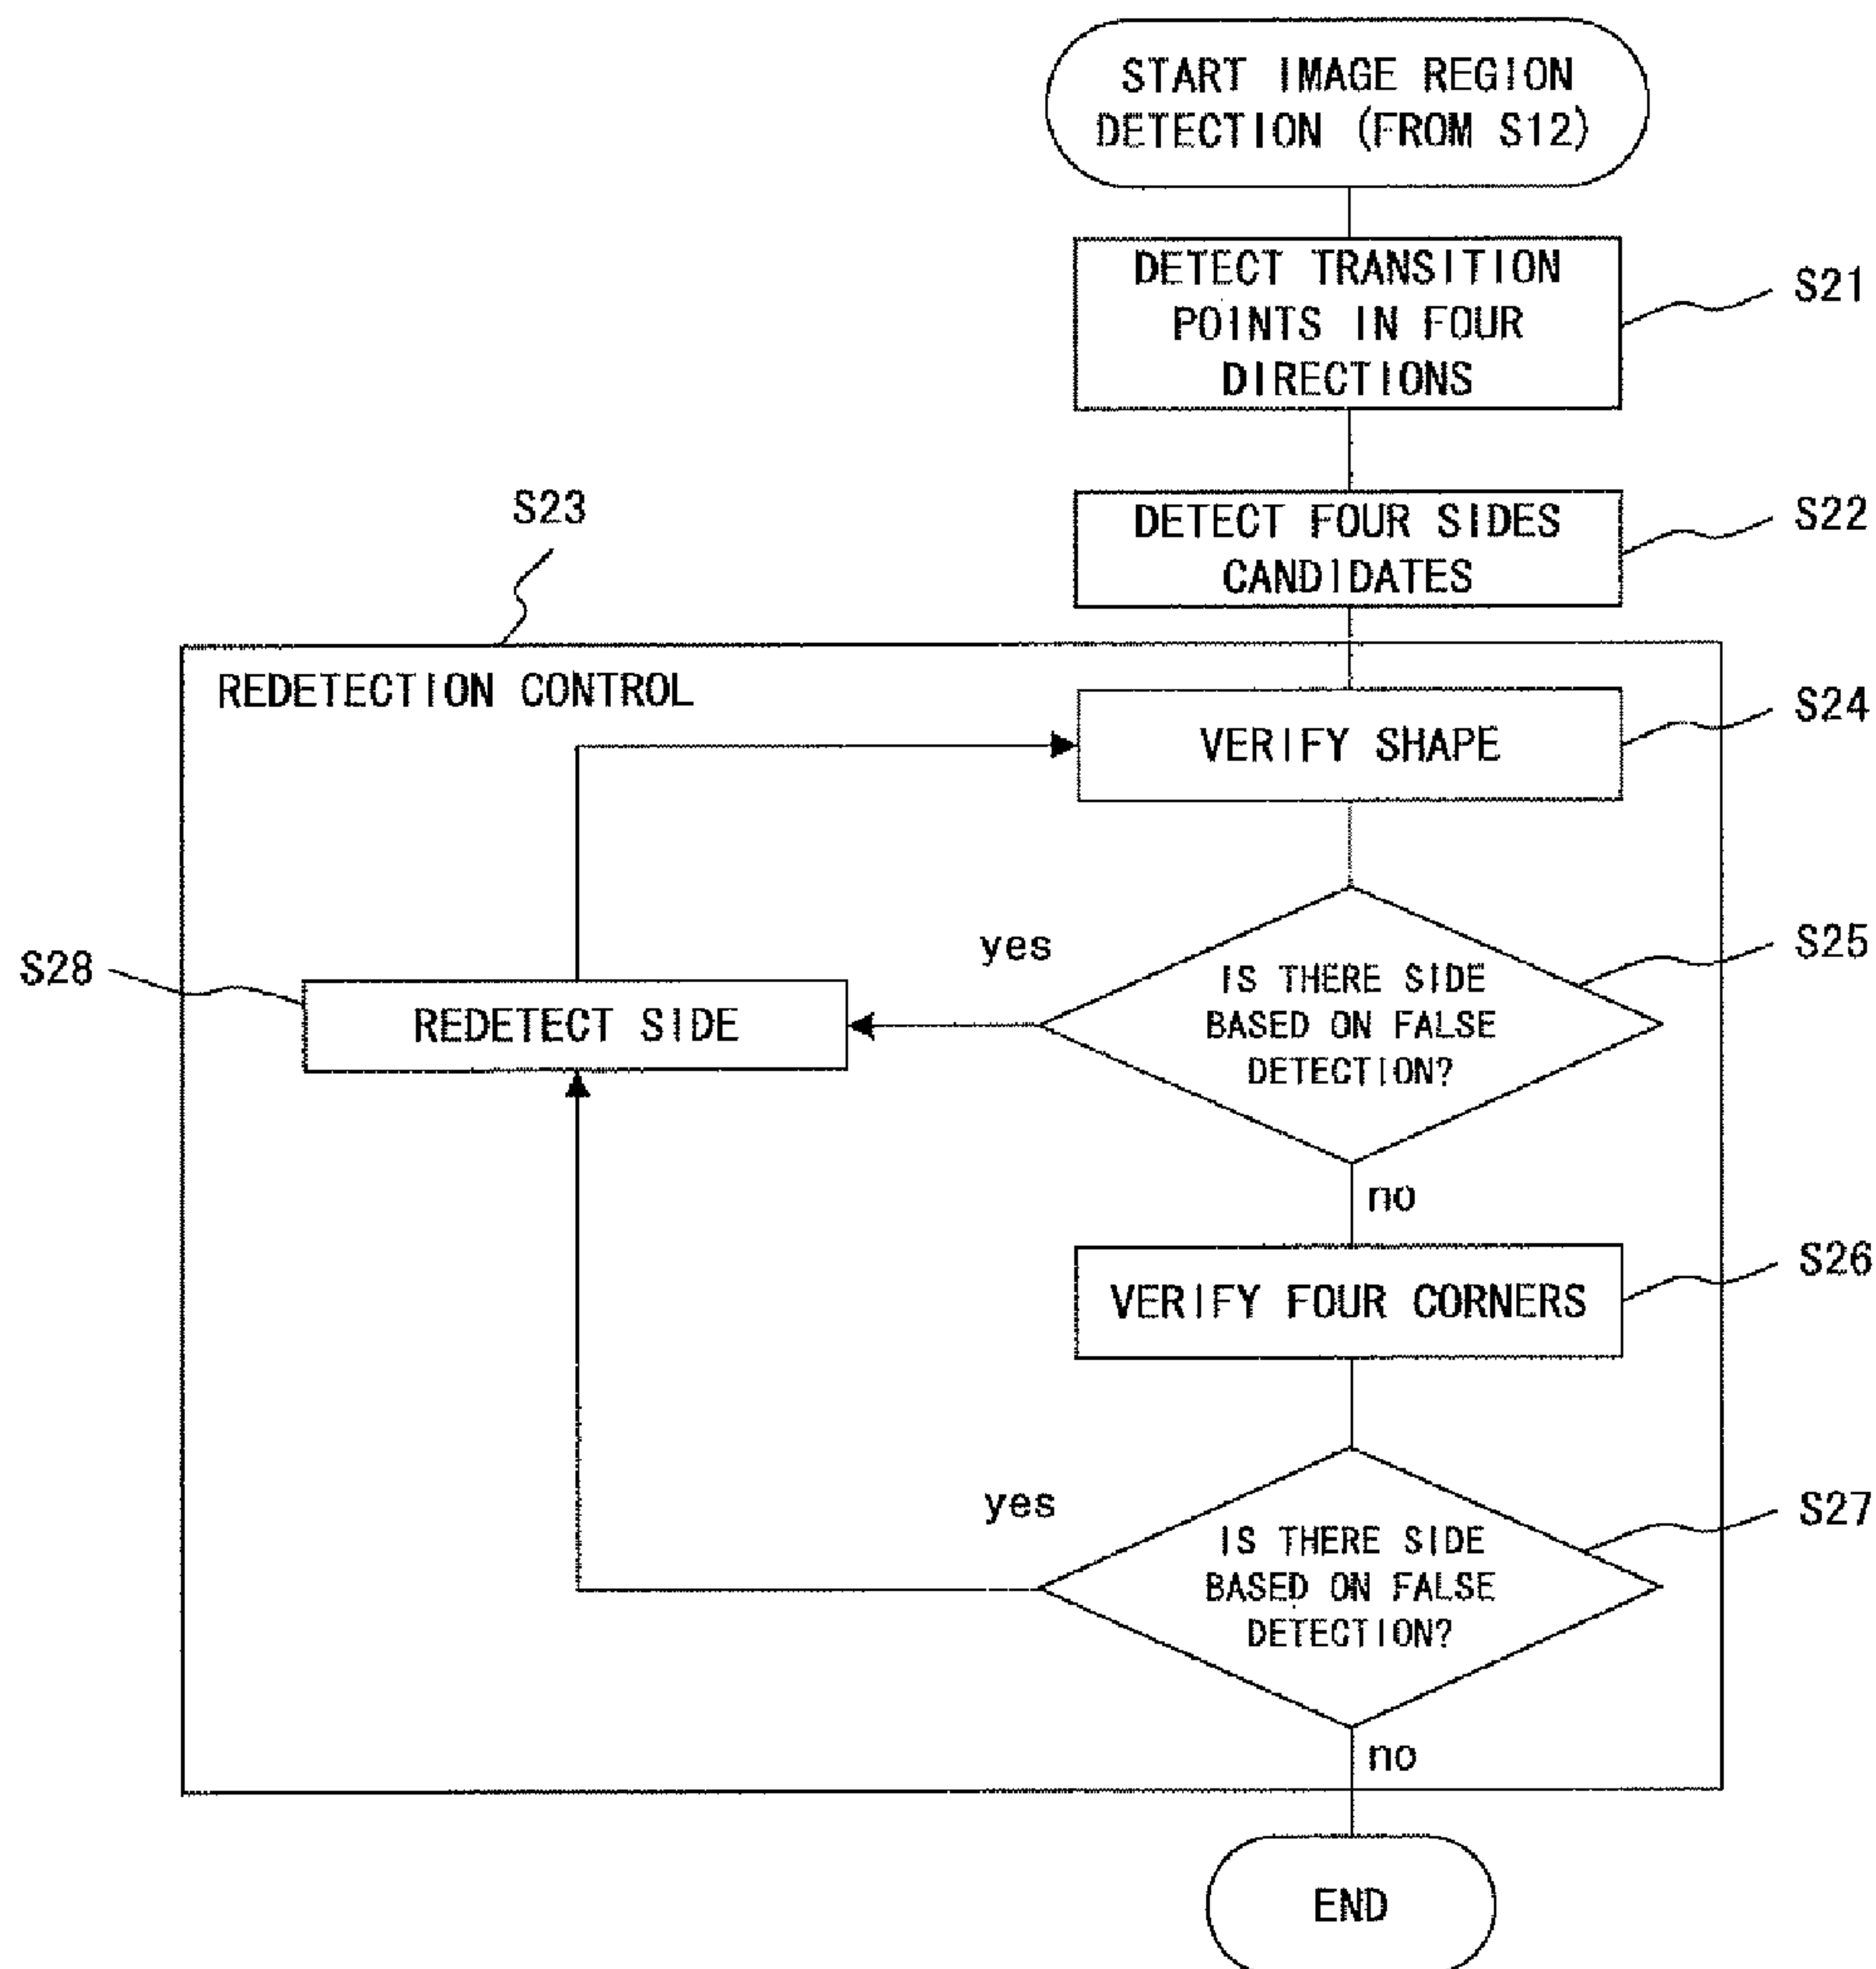 START IMAGE REGION
DETECTION (FROM S12)
DETECT TRANSITION
POINTS IN FOUR
DIRECTIONS
S21
DETECT FOUR SIDES
CANDIDATES
S22
S23
REDETECTION CONTROL
VERIFY SHAPE
S24
IS THERE SIDE
BASED ON FALSE
DETECTION?
S25
yes
REDETECT SIDE
S28
no
VERIFY FOUR CORNERS
S26
IS THERE SIDE
BASED ON FALSE
DETECTION?
S27
yes
no
END